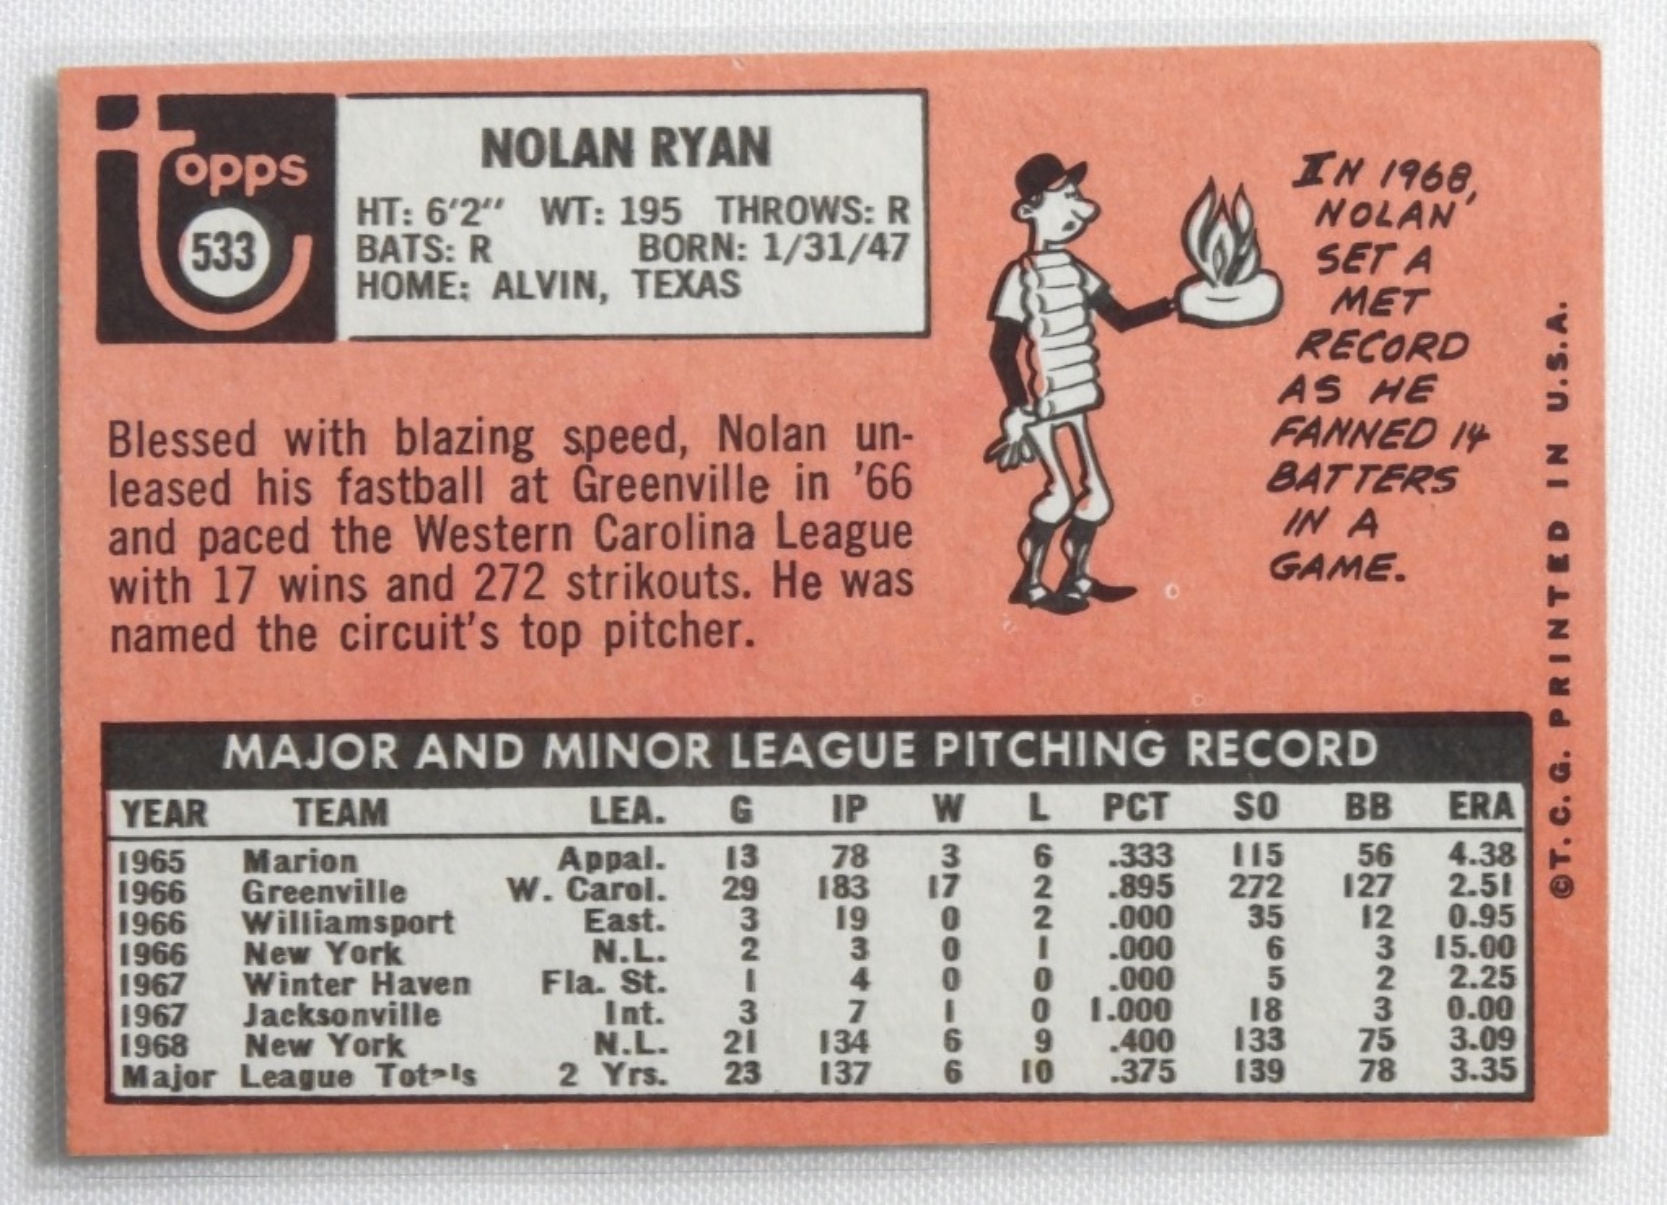 Topps
533
NOLAN RYAN
HT: 6'2" WT: 195 THROWS: R
BATS: R BORN: 1/31/47
HOME: ALVIN, TEXAS
IN 1968,
NOLAN
SET A
MET
RECORD
AS HE
FANNED 14
BATTERS
IN A
GAME.
Blessed with blazing speed, Nolan un-
leased his fastball at Greenville in '66
and paced the Western Carolina League
with 17 wins and 272 strikouts. He was
named the circuit's top pitcher.
MAJOR AND MINOR LEAGUE PITCHING RECORD
YEAR TEAM LEA. G IP W L PCT SO BB ERA
1965 Marion Appal. 13 78 3 6 .333 115 56 4.38
1966 Greenville W. Carol. 29 183 17 2 .895 272 127 2.51
1966 Williamsport East. 3 19 0 2 .000 35 12 0.95
1966 New York N.L. 2 3 0 1 .000 6 3 15.00
1967 Winter Haven Fla. St. 1 4 0 0 .000 5 2 2.25
1967 Jacksonville Int. 3 7 1 0 1.000 18 3 0.00
1968 New York N.L. 21 134 6 9 .400 133 75 3.09
Major League Totals 2 Yrs. 23 137 6 10 .375 139 78 3.35
©T.C.G. PRINTED IN U.S.A.